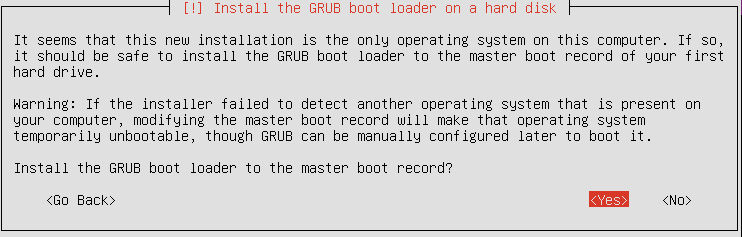 [!] Install the GRUB boot loader on a hard disk
It seems that this new installation is the only operating system on this computer. If so,
it should be safe to install the GRUB boot loader to the master boot record of your first
hard drive.
Warning: If the installer failed to detect another operating system that is present on
your computer, modifying the master boot record will make that operating system
temporarily unbootable, though GRUB can be manually configured later to boot it.
Install the GRUB boot loader to the master boot record?
<Go Back> <Yes> <No>